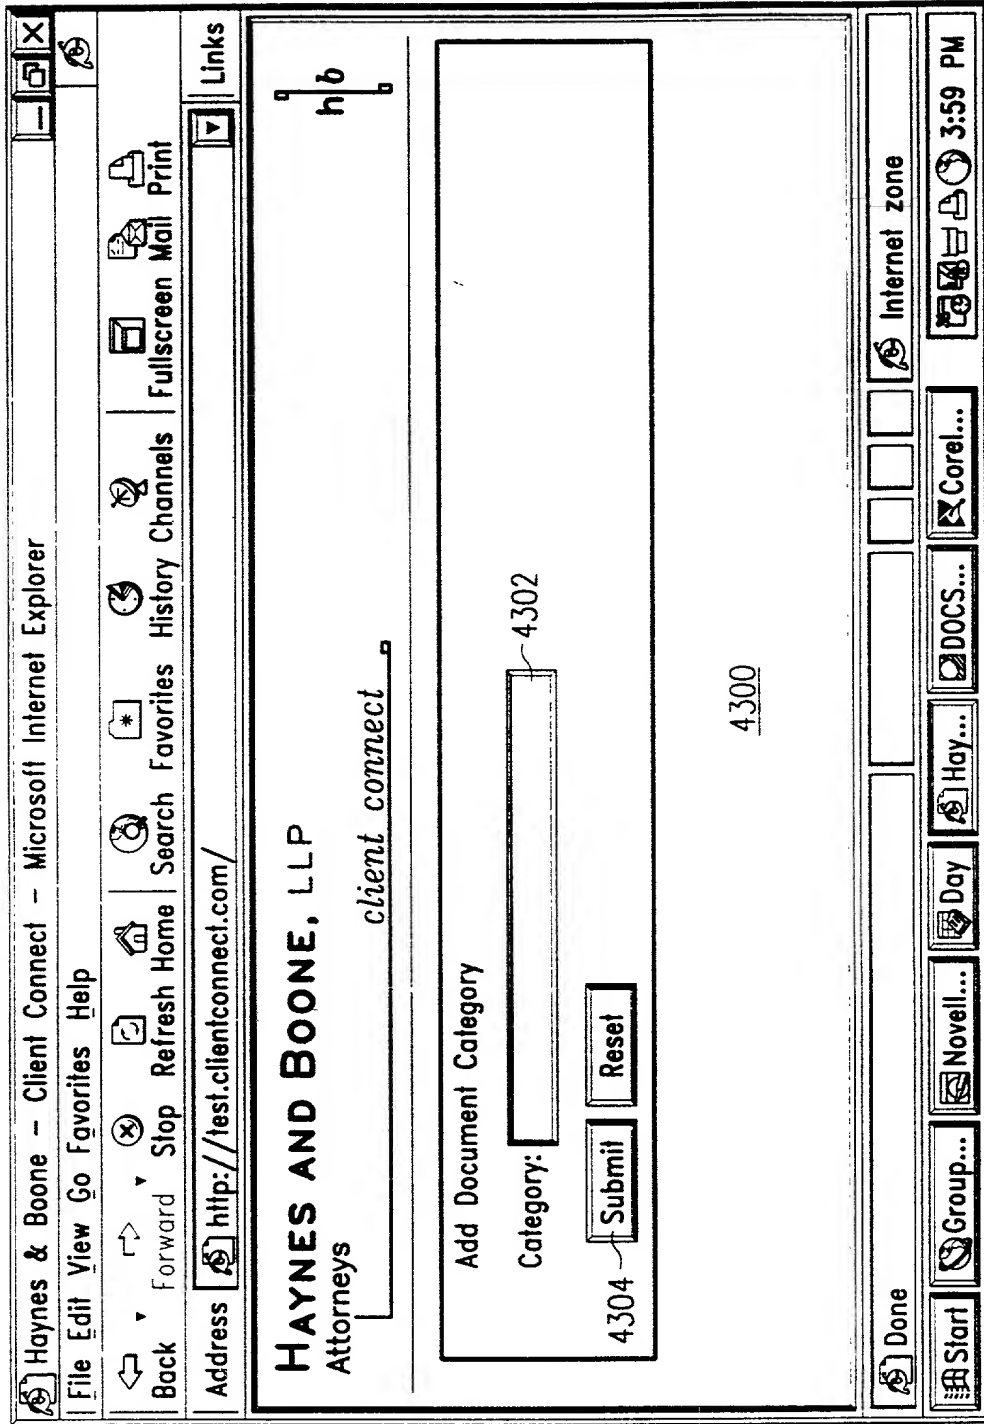 Haynes & Boone – Client Connect – Microsoft Internet Explorer
File Edit View Go Favorites Help
Back Forward Stop Refresh Home Search Favorites History Channels Fullscreen Mail Print
Address http://test.clientconnect.com/ Links
HAYNES AND BOONE, LLP
Attorneys
client connect
h b
Add Document Category
Category:
4302
4304
Submit Reset
4300
Done Internet zone
Start Group... Novell... Day Hay... DOCS... Corel... 3:59 PM